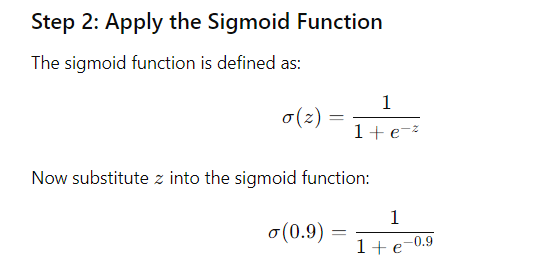 Step 2: Apply the Sigmoid Function
The sigmoid function is defined as:
σ(z) = 1 / (1 + e^−z)
Now substitute z into the sigmoid function:
σ(0.9) = 1 / (1 + e^−0.9)